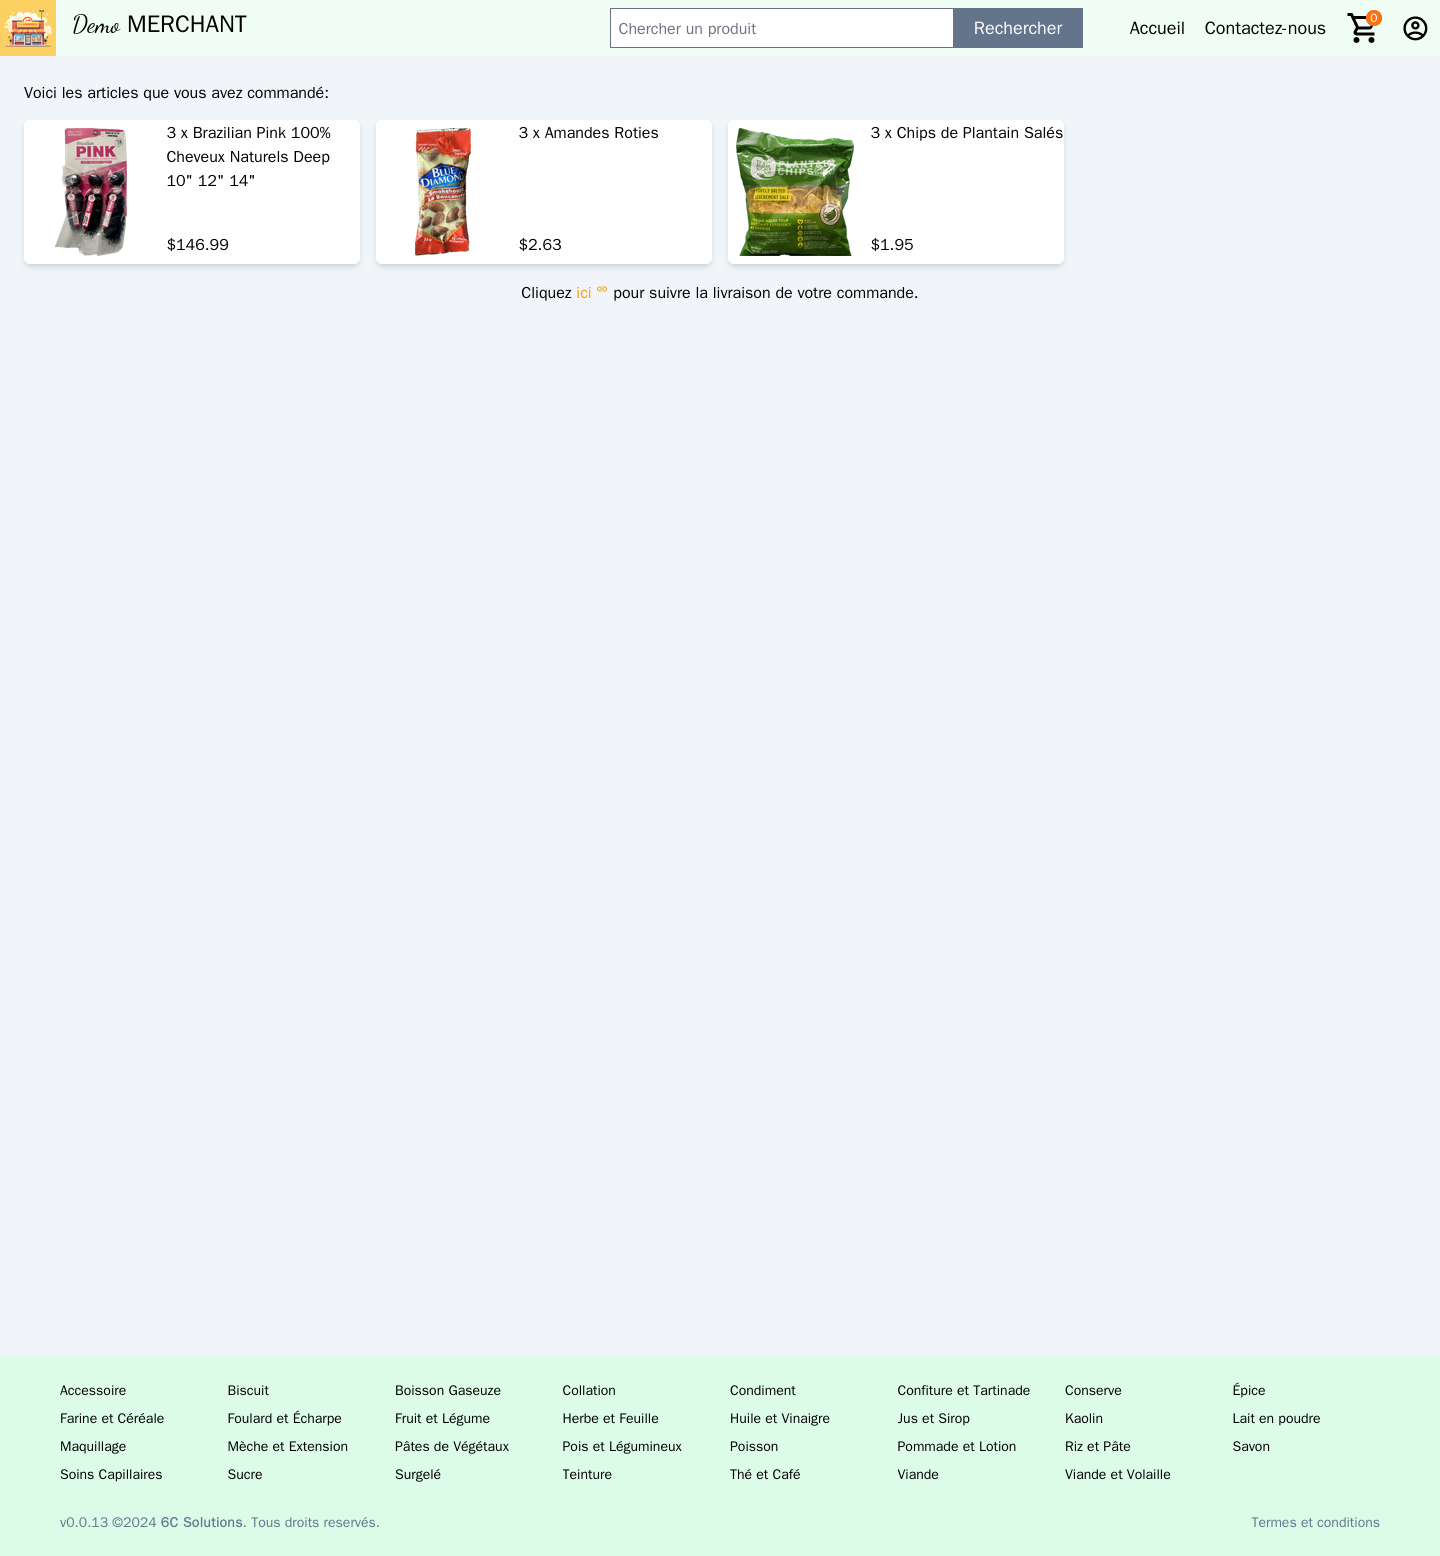 Demo MERCHANT
Chercher un produit
Rechercher
Accueil
Contactez-nous
0
Voici les articles que vous avez commandé:
PINK
3 x Brazilian Pink 100%
Cheveux Naturels Deep
10" 12" 14"
$146.99
BLUE
DIAMOND
Smokehouse
3 x Amandes Roties
$2.63
PLANTAIN
CHIPS
3 x Chips de Plantain Salés
$1.95
Cliquez ici pour suivre la livraison de votre commande.
Accessoire
Biscuit
Boisson Gaseuze
Collation
Condiment
Confiture et Tartinade
Conserve
Épice
Farine et Céréale
Foulard et Écharpe
Fruit et Légume
Herbe et Feuille
Huile et Vinaigre
Jus et Sirop
Kaolin
Lait en poudre
Maquillage
Mèche et Extension
Pâtes de Végétaux
Pois et Légumineux
Poisson
Pommade et Lotion
Riz et Pâte
Savon
Soins Capillaires
Sucre
Surgelé
Teinture
Thé et Café
Viande
Viande et Volaille
v0.0.13 ©2024 6C Solutions. Tous droits reservés.
Termes et conditions